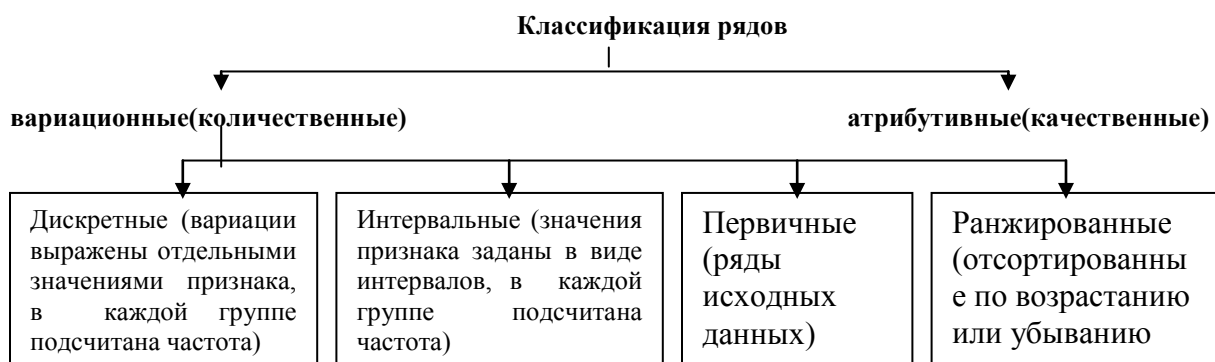 Классификация рядов
вариационные(количественные)
атрибутивные(качественные)
Дискретные (вариации
выражены отдельными
значениями признака,
в каждой группе
подсчитана частота)
Интервальные (значения
признака заданы в виде
интервалов, в каждой
группе подсчитана
частота)
Первичные
(ряды
исходных
данных)
Ранжированные
(отсортированны
е по возрастанию
или убыванию